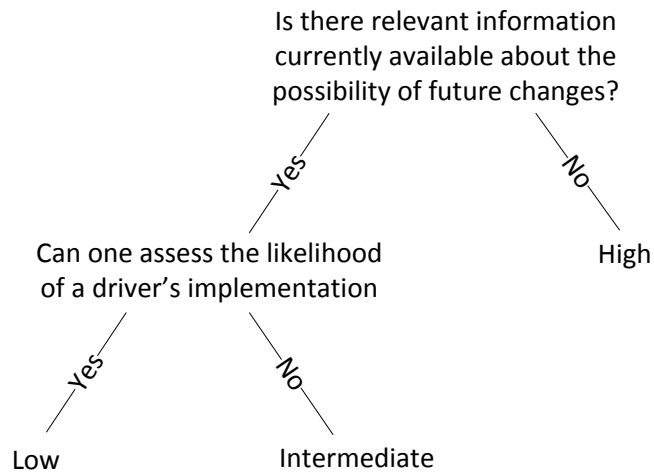 Is there relevant information
currently available about the
possibility of future changes?
Yes
No
Can one assess the likelihood
of a driver’s implementation
High
Yes
No
Low
Intermediate